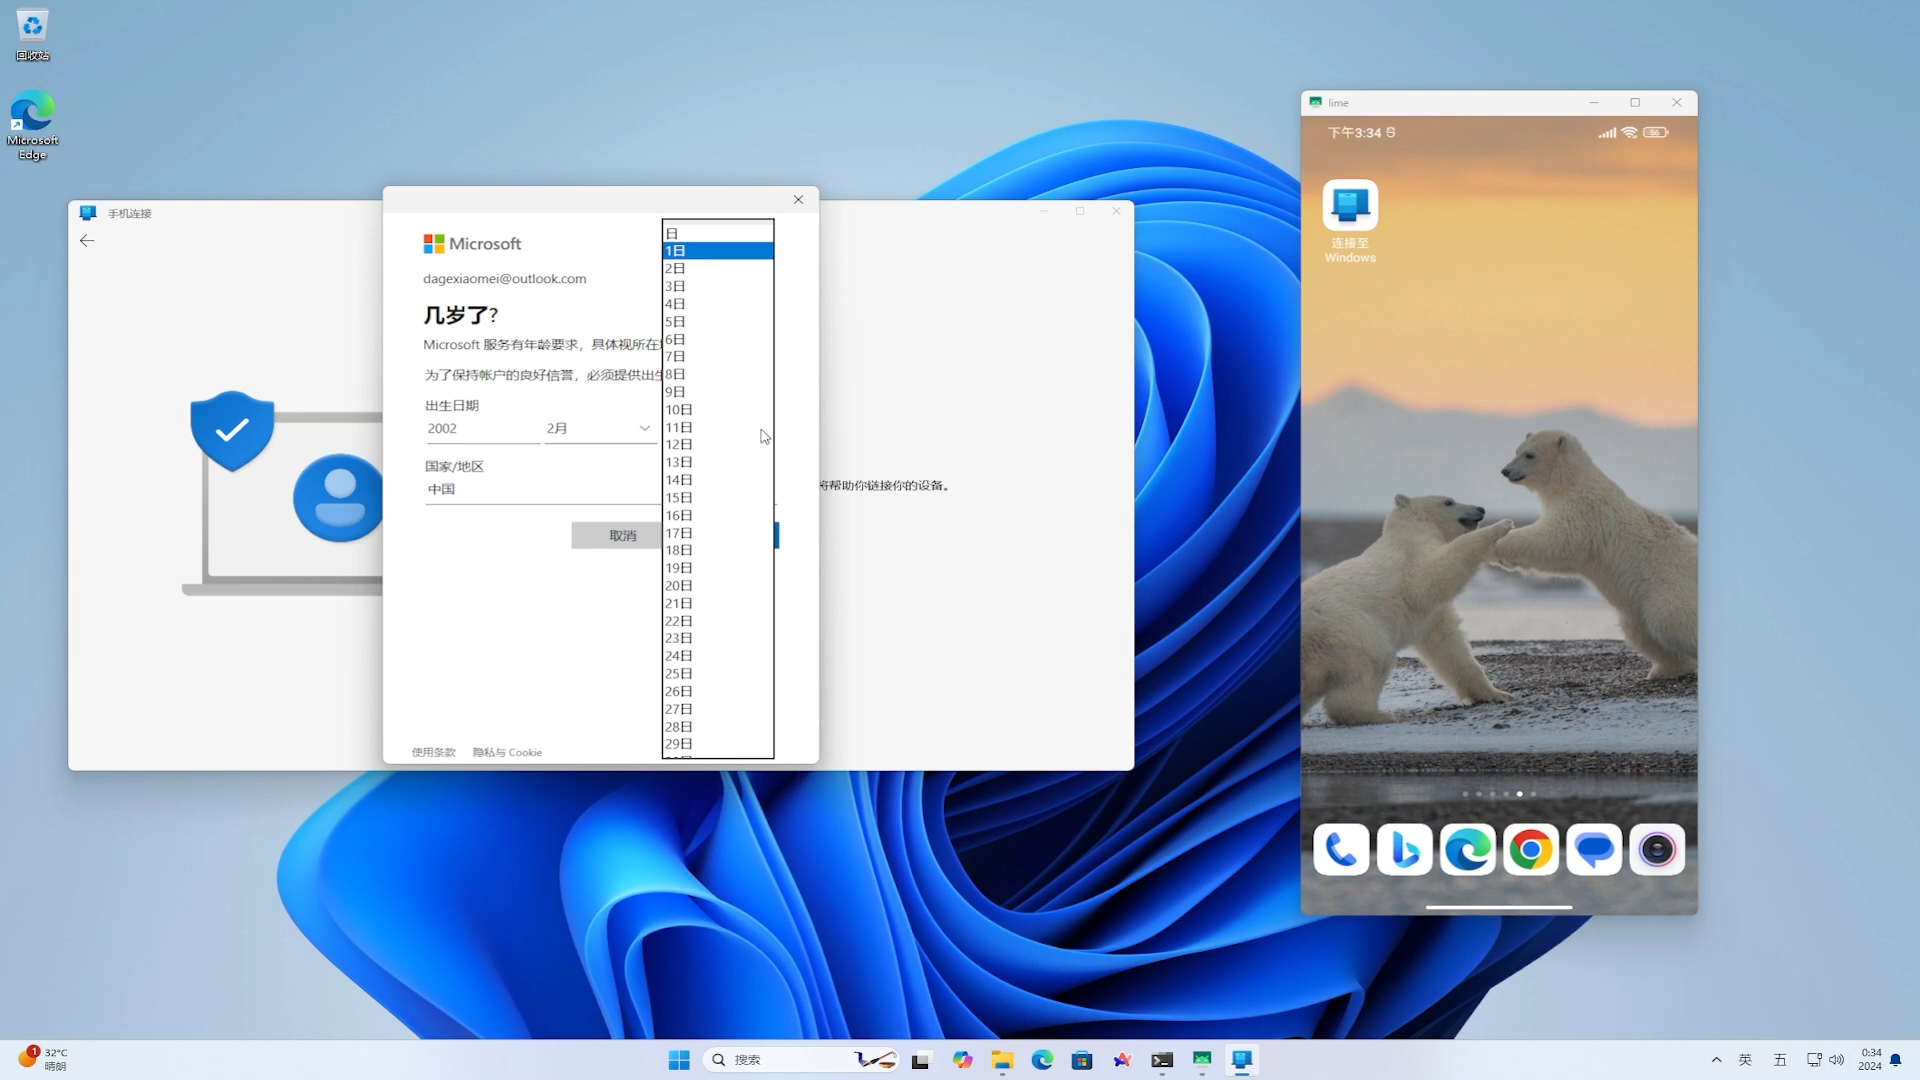 回收站
Microsoft
Edge
手机连接
Microsoft
dagexiaomei@outlook.com
几岁了?
Microsoft 服务有年龄要求，具体视所在
为了保持帐户的良好信誉，必须提供出生
出生日期
2002
2月
国家/地区
中国
取消
使用条款
隐私与 Cookie
日
1日
2日
3日
4日
5日
6日
7日
8日
9日
10日
11日
12日
13日
14日
15日
16日
17日
18日
19日
20日
21日
22日
23日
24日
25日
26日
27日
28日
29日
将帮助你链接你的设备。
lime
下午3:34
56
连接至
Windows
1
32°C
晴朗
搜索
英
五
0:34
2024